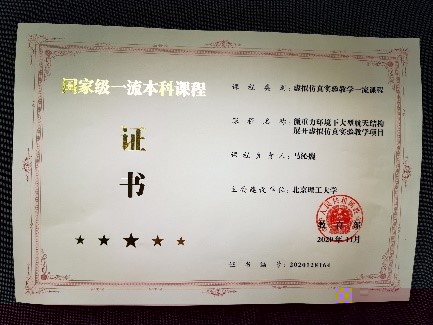 国家级一流本科课程
证
书
课程类别:虚拟仿真实验教学一流课程
课程名称:微重力环境下大型航天结构
展开虚拟仿真实验教学项目
课程负责人:马沁巍
主要建设单位:北京理工大学
教育部
2020年11月
证书编号:2020128164